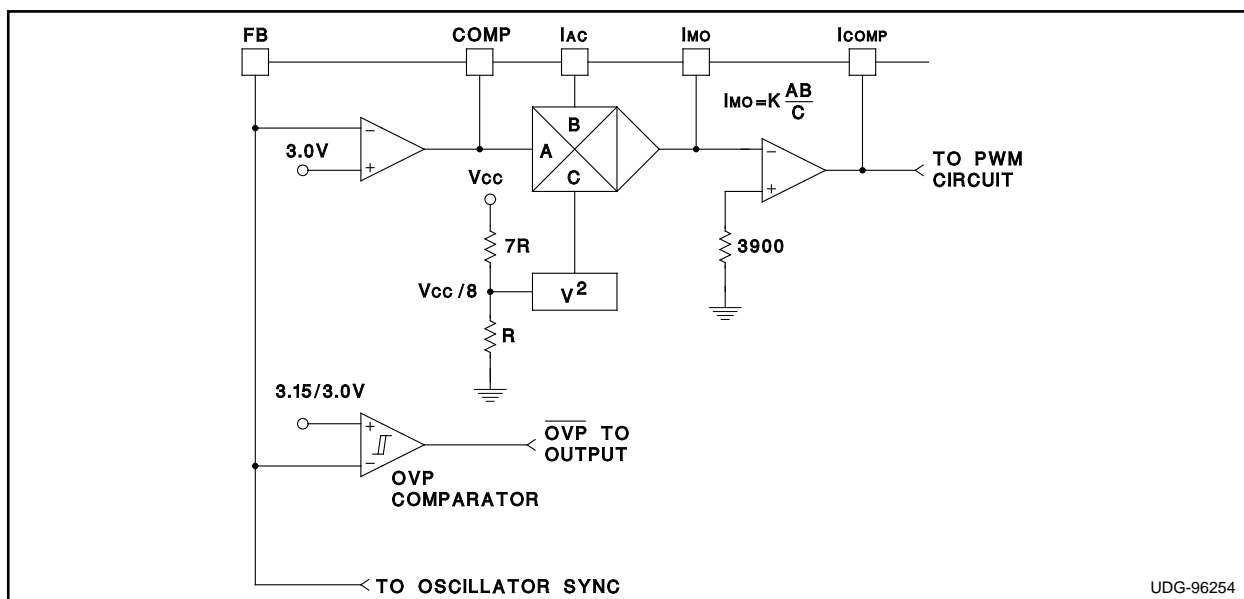 FB COMP IAC IMO ICOMP
IMO=K AB/C
3.0V
−
+
A
B
C
−
+
TO PWM
CIRCUIT
VCC
7R
3900
VCC/8
V²
R
3.15/3.0V
+
−
OVP TO
OUTPUT
OVP
COMPARATOR
TO OSCILLATOR SYNC
UDG-96254